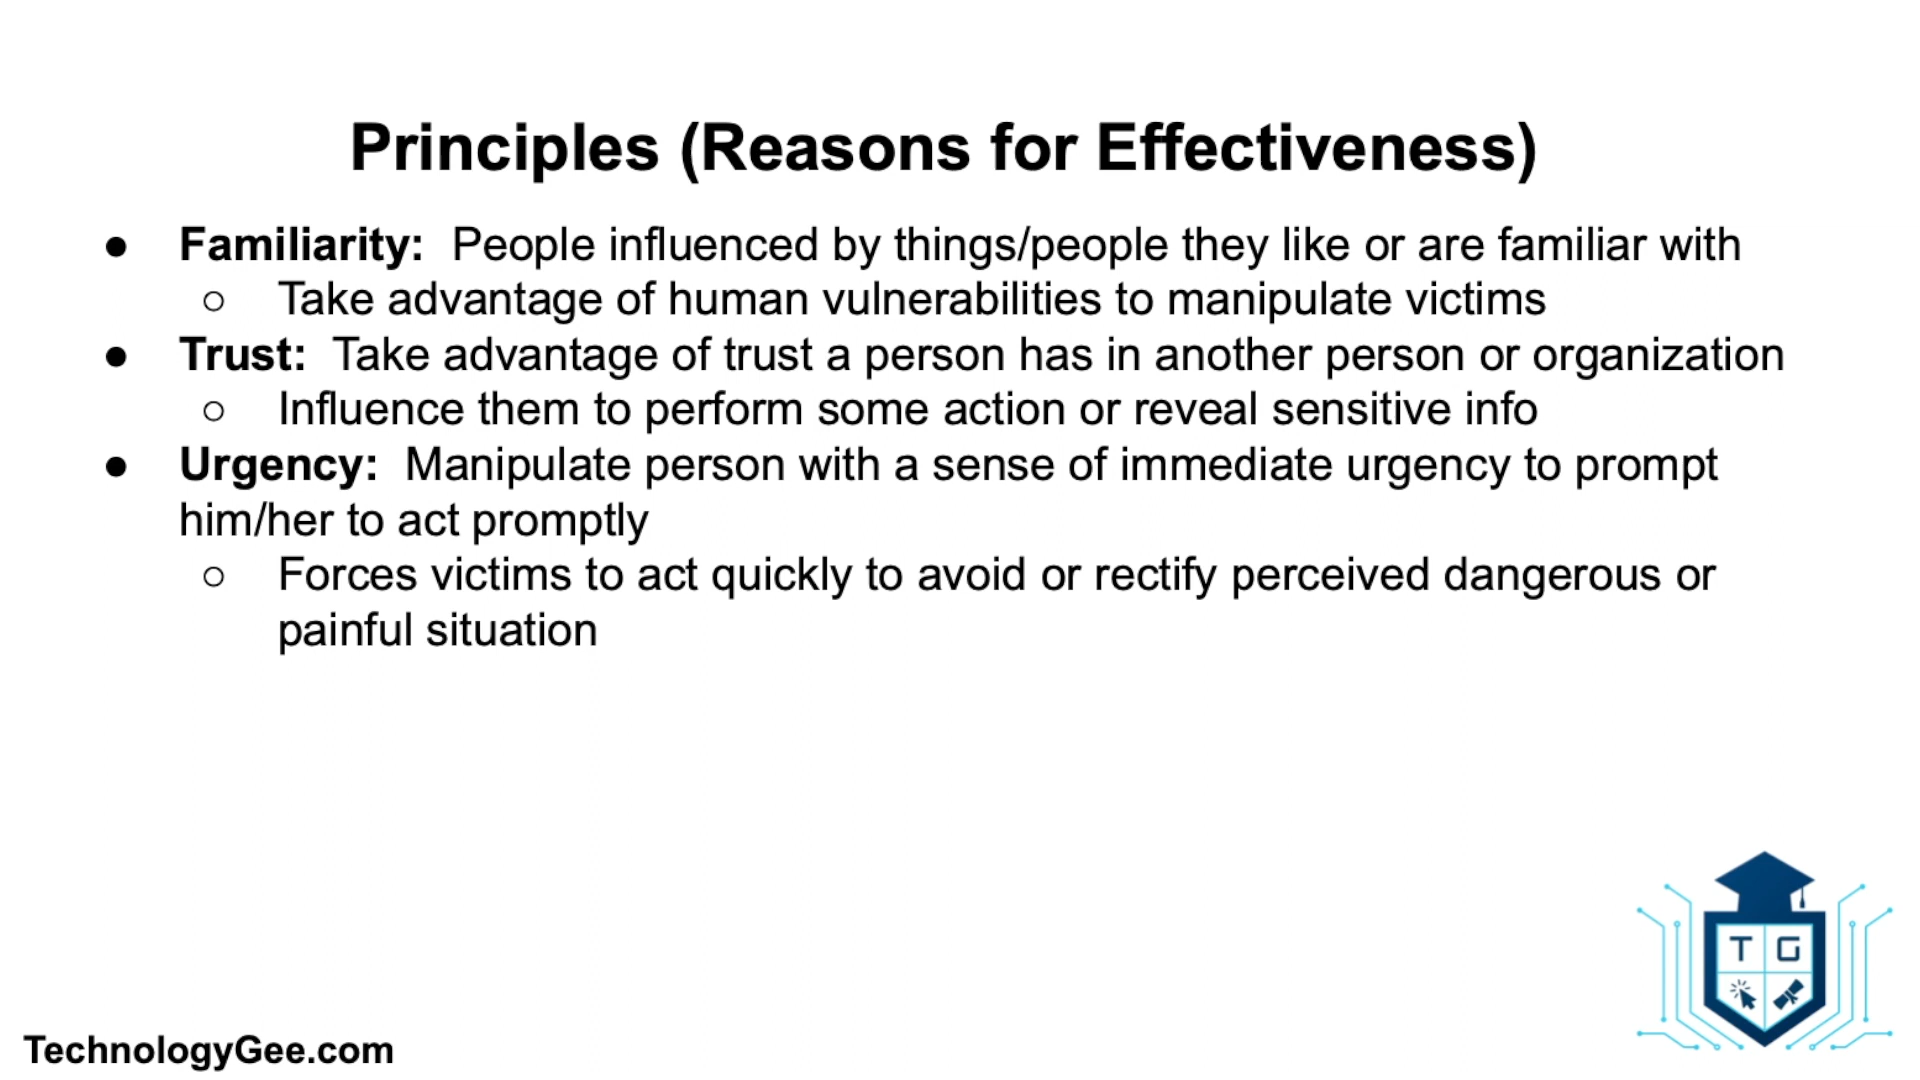 Principles (Reasons for Effectiveness)
● Familiarity: People influenced by things/people they like or are familiar with
○ Take advantage of human vulnerabilities to manipulate victims
● Trust: Take advantage of trust a person has in another person or organization
○ Influence them to perform some action or reveal sensitive info
● Urgency: Manipulate person with a sense of immediate urgency to prompt
him/her to act promptly
○ Forces victims to act quickly to avoid or rectify perceived dangerous or
painful situation
T G
TechnologyGee.com